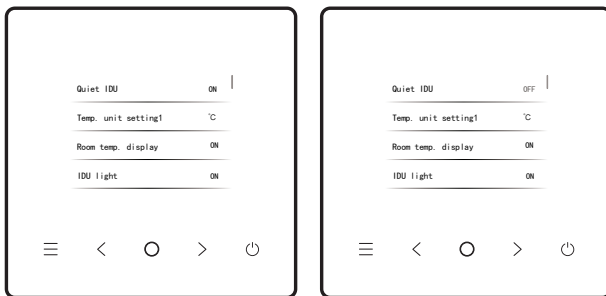 Quiet IDU ON
Temp. unit setting1 °C
Room temp. display ON
IDU light ON
Quiet IDU OFF
Temp. unit setting1 °C
Room temp. display ON
IDU light ON